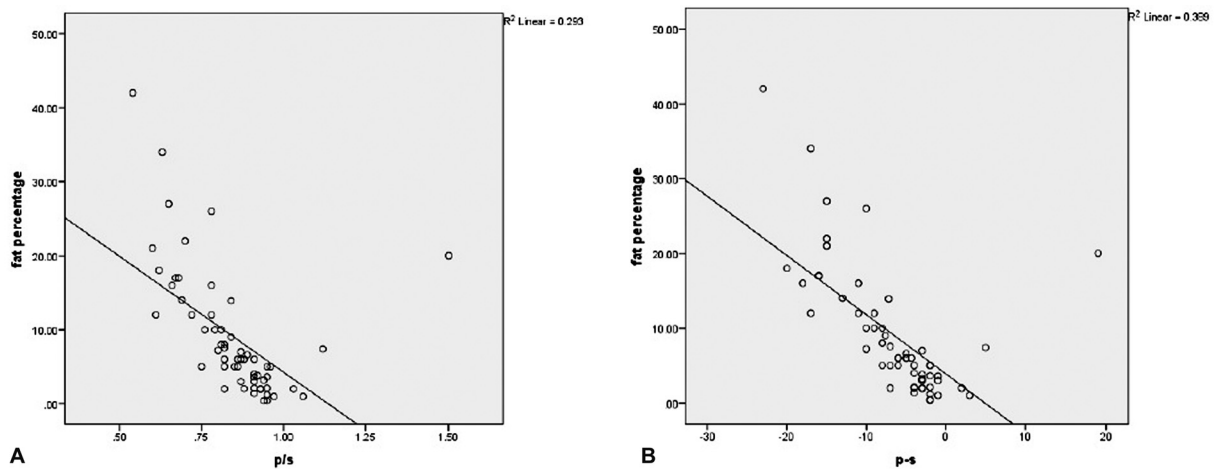 R² Linear = 0.293
50.00
40.00
30.00
20.00
10.00
.00
fat percentage
.50 .75 1.00 1.25 1.50
p/s
A
R² Linear = 0.389
50.00
40.00
30.00
20.00
10.00
.00
fat percentage
-30 -20 -10 0 10 20
p-s
B